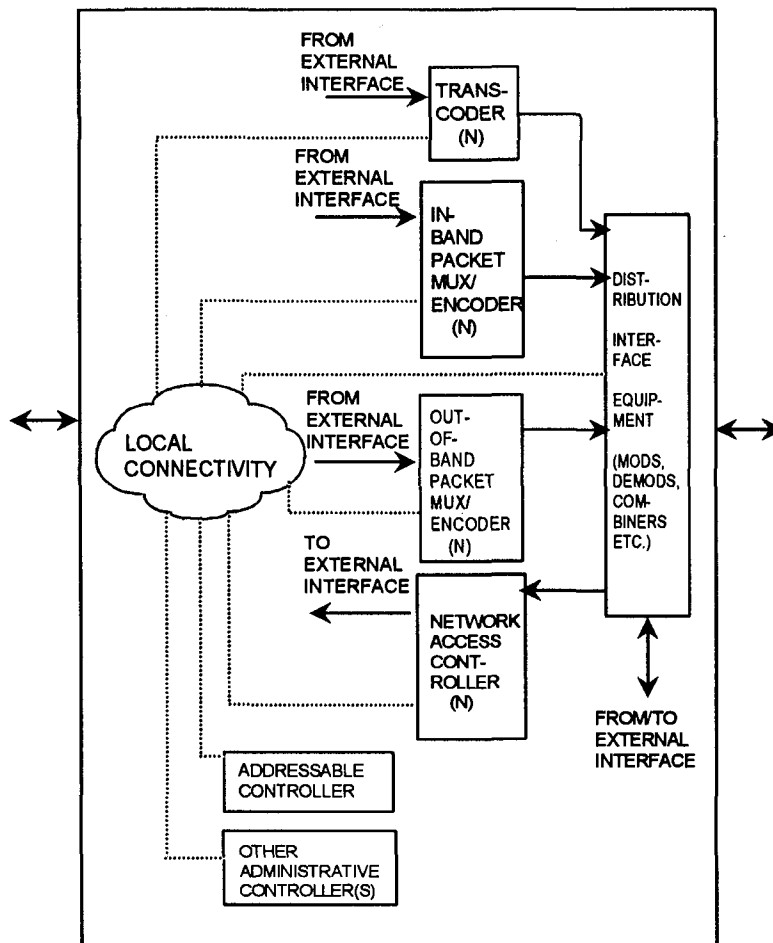 FROM
EXTERNAL
INTERFACE
TRANS-
CODER
(N)
FROM
EXTERNAL
INTERFACE
IN-
BAND
PACKET
MUX/
ENCODER
(N)
DIST-
RIBUTION
INTER-
FACE
EQUIP-
MENT
(MODS,
DEMODS,
COM-
BINERS
ETC.)
LOCAL
CONNECTIVITY
FROM
EXTERNAL
INTERFACE
OUT-
OF-
BAND
PACKET
MUX/
ENCODER
(N)
TO
EXTERNAL
INTERFACE
NETWORK
ACCESS
CONT-
ROLLER
(N)
FROM/TO
EXTERNAL
INTERFACE
ADDRESSABLE
CONTROLLER
OTHER
ADMINISTRATIVE
CONTROLLER(S)